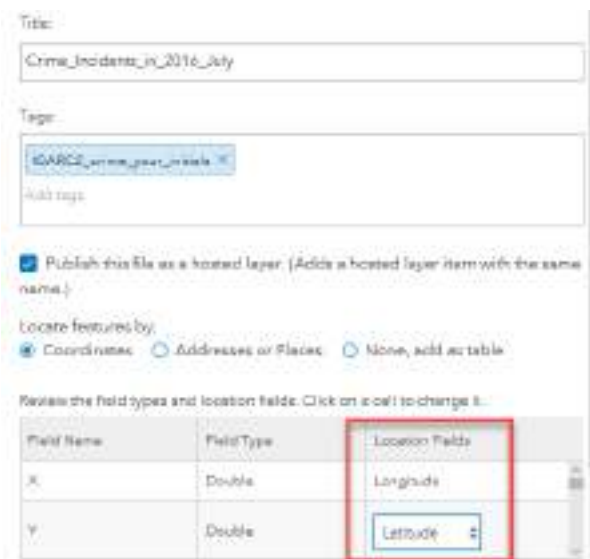 Title:
Crime_Incidents_in_2016_July
Tags:
Add tags
Publish this file as a hosted layer. (Adds a hosted layer item with the same
name.)
Locate features by:
Coordinates Addresses or Places None, add as table
Review the field types and location fields. Click on a cell to change it.
Field Name Field Type Location Fields
X Double Longitude
Y Double Latitude